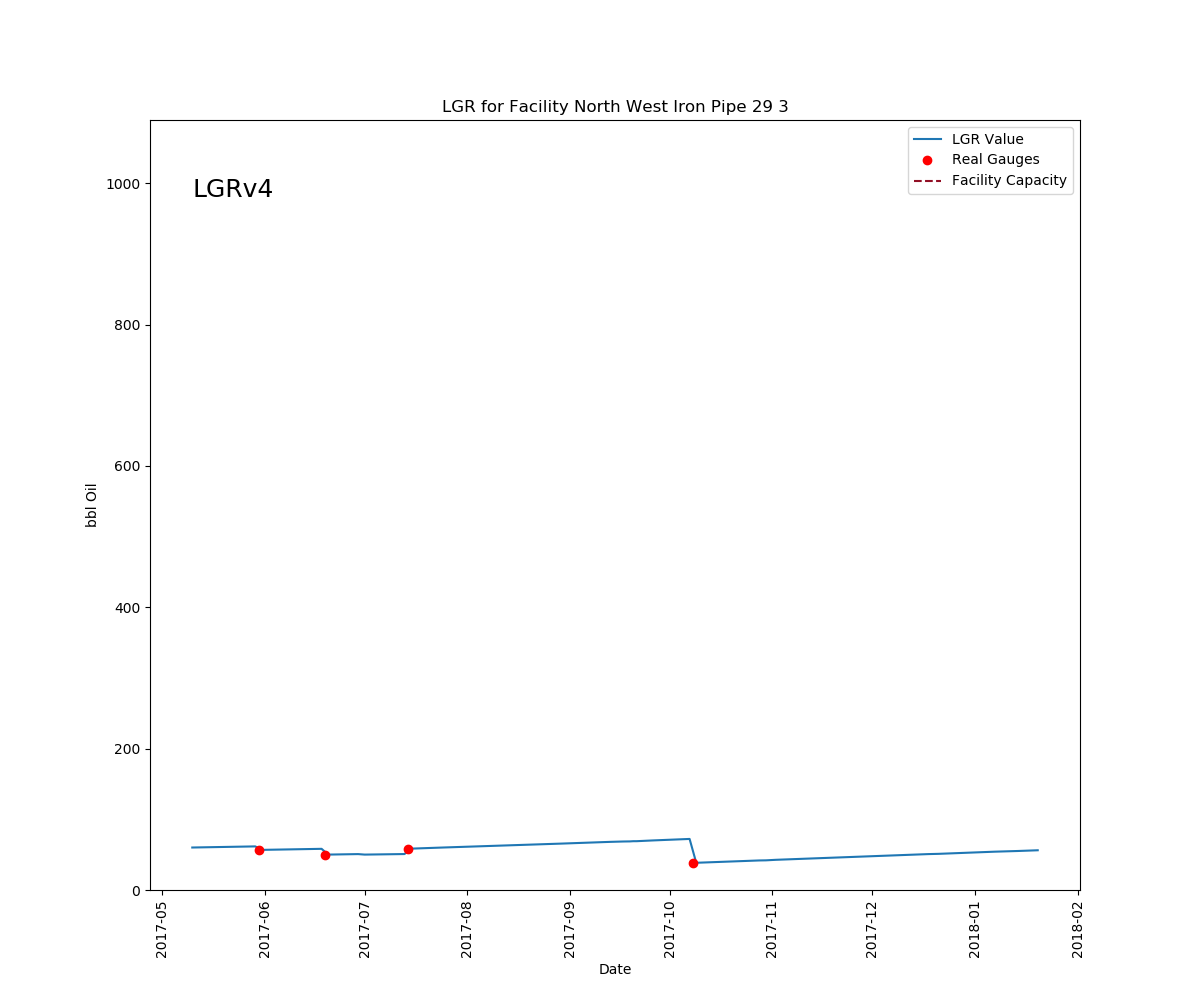 LGR for Facility North West Iron Pipe 29 3
LGRv4
LGR Value
Real Gauges
Facility Capacity
bbl Oil
1000
800
600
400
200
0
2017-05
2017-06
2017-07
2017-08
2017-09
2017-10
2017-11
2017-12
2018-01
2018-02
Date